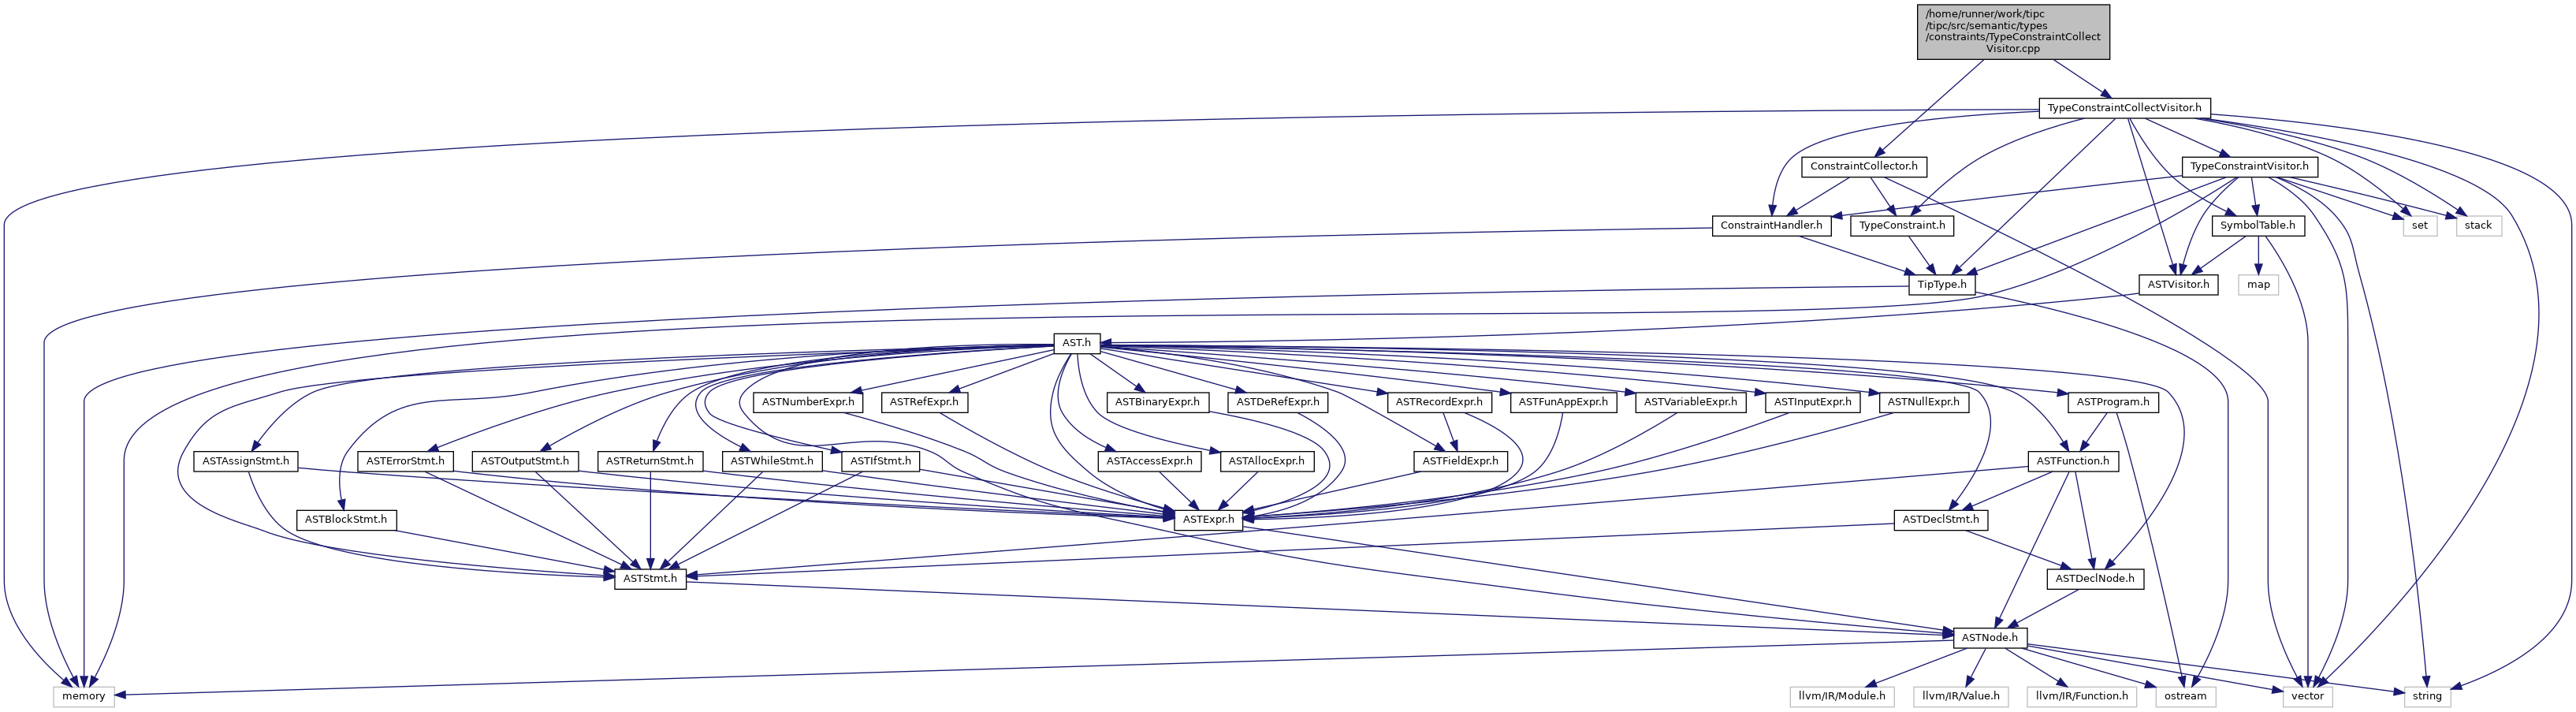 /home/runner/work/tipc
/tipc/src/semantic/types
/constraints/TypeConstraintCollect
Visitor.cpp
TypeConstraintCollectVisitor.h
ConstraintCollector.h
TypeConstraintVisitor.h
ConstraintHandler.h
TypeConstraint.h
SymbolTable.h
set
stack
TipType.h
ASTVisitor.h
map
AST.h
ASTNumberExpr.h
ASTRefExpr.h
ASTBinaryExpr.h
ASTDeRefExpr.h
ASTRecordExpr.h
ASTFunAppExpr.h
ASTVariableExpr.h
ASTInputExpr.h
ASTNullExpr.h
ASTProgram.h
ASTAssignStmt.h
ASTErrorStmt.h
ASTOutputStmt.h
ASTReturnStmt.h
ASTWhileStmt.h
ASTIfStmt.h
ASTAccessExpr.h
ASTAllocExpr.h
ASTFieldExpr.h
ASTFunction.h
ASTBlockStmt.h
ASTExpr.h
ASTDeclStmt.h
ASTStmt.h
ASTDeclNode.h
ASTNode.h
memory
llvm/IR/Module.h
llvm/IR/Value.h
llvm/IR/Function.h
ostream
vector
string